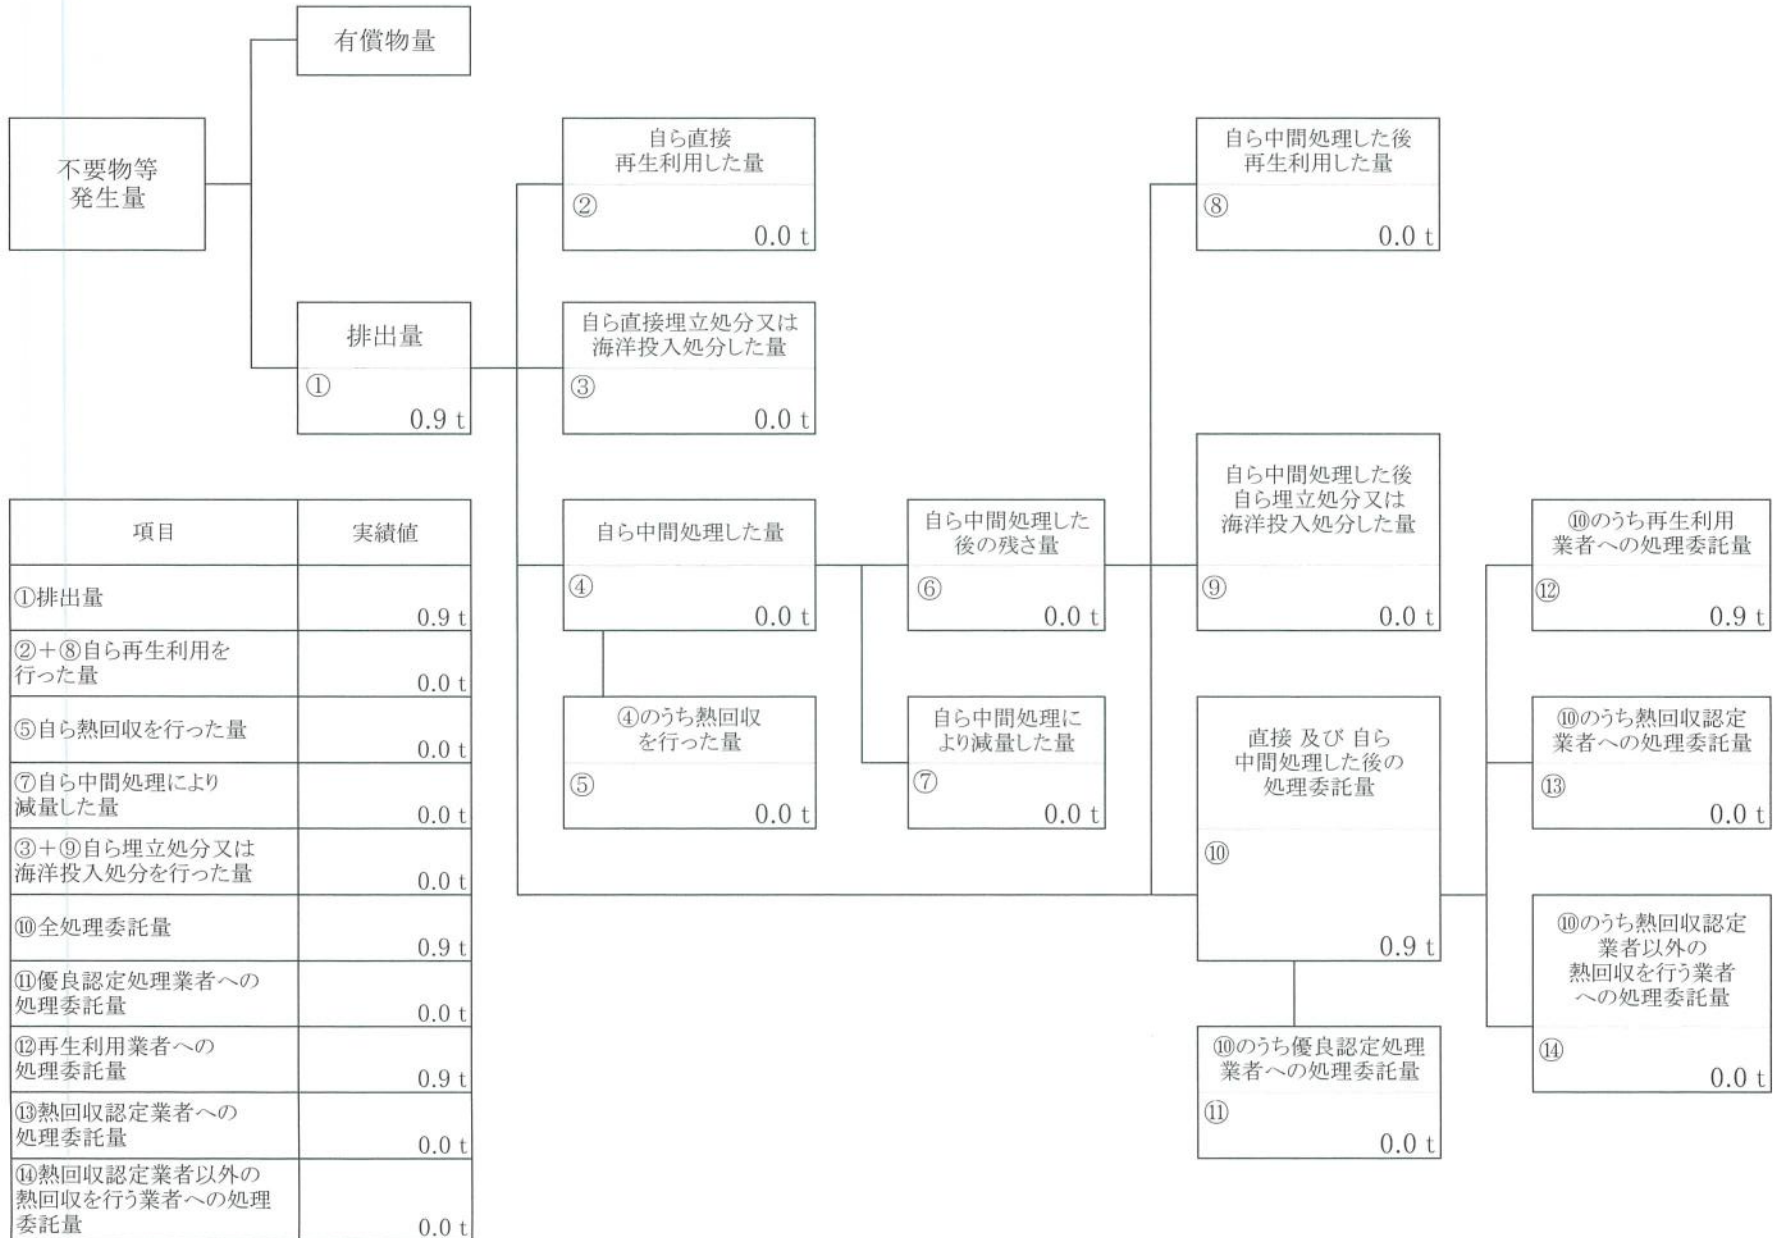 有償物量
不要物等
発生量
排出量
①
0.9 t
自ら直接
再生利用した量
②
0.0 t
自ら直接埋立処分又は
海洋投入処分した量
③
0.0 t
自ら中間処理した量
④
0.0 t
④のうち熱回収
を行った量
⑤
0.0 t
自ら中間処理した
後の残さ量
⑥
0.0 t
自ら中間処理に
より減量した量
⑦
0.0 t
自ら中間処理した後
再生利用した量
⑧
0.0 t
自ら中間処理した後
自ら埋立処分又は
海洋投入処分した量
⑨
0.0 t
直接 及び 自ら
中間処理した後の
処理委託量
⑩
0.9 t
⑩のうち優良認定処理
業者への処理委託量
⑪
0.0 t
⑩のうち再生利用
業者への処理委託量
⑫
0.9 t
⑩のうち熱回収認定
業者への処理委託量
⑬
0.0 t
⑩のうち熱回収認定
業者以外の
熱回収を行う業者
への処理委託量
⑭
0.0 t
項目 実績値
①排出量
0.9 t
②+⑧自ら再生利用を
行った量
0.0 t
⑤自ら熱回収を行った量
0.0 t
⑦自ら中間処理により
減量した量
0.0 t
③+⑨自ら埋立処分又は
海洋投入処分を行った量
0.0 t
⑩全処理委託量
0.9 t
⑪優良認定処理業者への
処理委託量
0.0 t
⑫再生利用業者への
処理委託量
0.9 t
⑬熱回収認定業者への
処理委託量
0.0 t
⑭熱回収認定業者以外の
熱回収を行う業者への処理
委託量
0.0 t